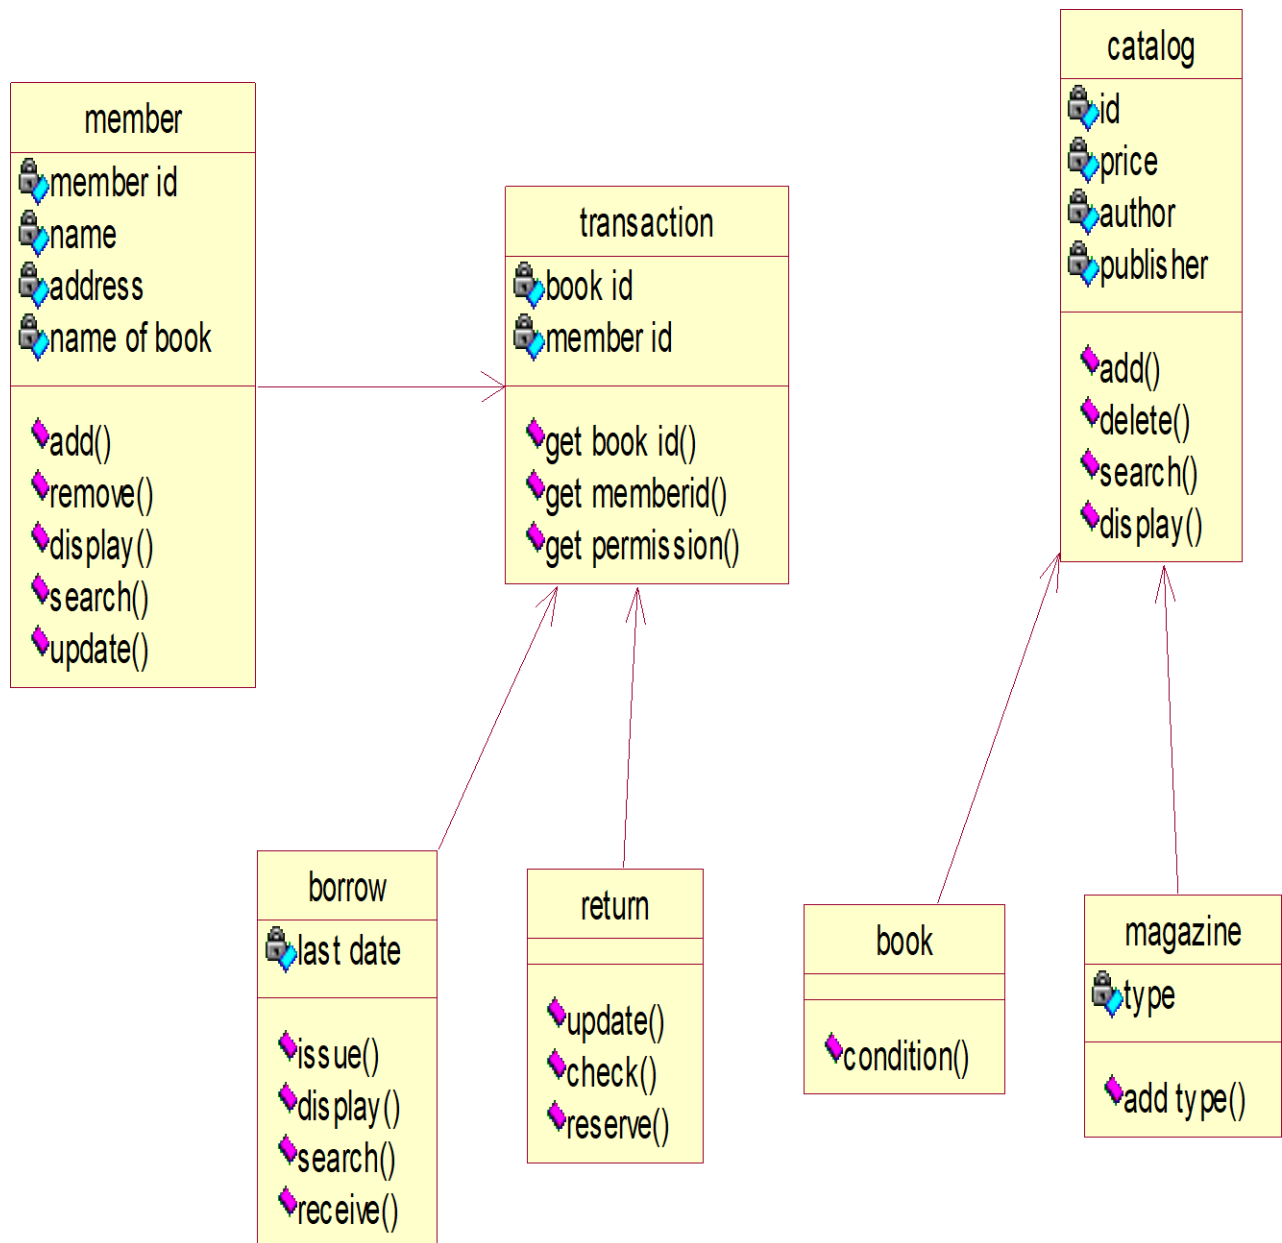 member
member id
name
address
name of book
add()
remove()
display()
search()
update()
transaction
book id
member id
get book id()
get memberid()
get permission()
catalog
id
price
author
publisher
add()
delete()
search()
display()
borrow
last date
issue()
display()
search()
receive()
return
update()
check()
reserve()
book
condition()
magazine
type
add type()